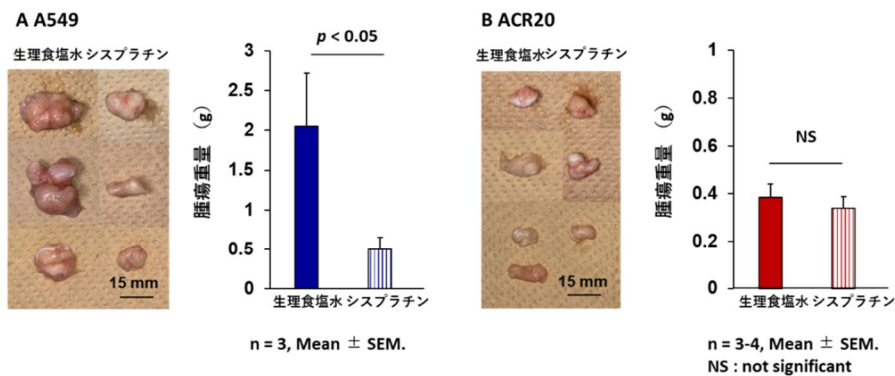 A A549
生理食塩水 シスプラチン
15 mm
腫瘍重量 （g）
3
2.5
2
1.5
1
0.5
0
p < 0.05
生理食塩水 シスプラチン
n = 3, Mean ± SEM.
B ACR20
生理食塩水 シスプラチン
15 mm
腫瘍重量 （g）
1
0.8
0.6
0.4
0.2
0
NS
生理食塩水 シスプラチン
n = 3-4, Mean ± SEM.
NS : not significant